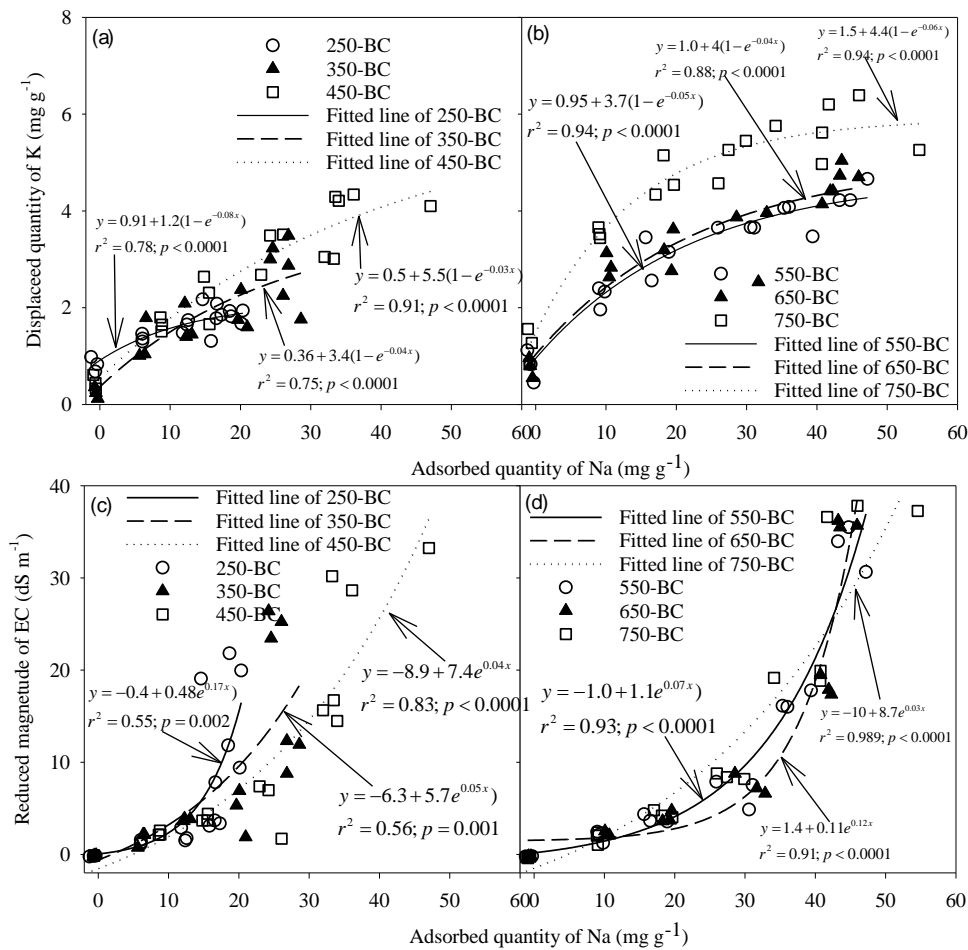 8
6
4
2
0
Displaceed quantity of K (mg g⁻¹)
(a)
250-BC
350-BC
450-BC
Fitted line of 250-BC
Fitted line of 350-BC
Fitted line of 450-BC
y = 0.91+1.2(1−e^{−0.08x})
r² = 0.78; p < 0.0001
y = 0.5+5.5(1−e^{−0.03x})
r² = 0.91; p < 0.0001
y = 0.36+3.4(1−e^{−0.04x})
r² = 0.75; p < 0.0001
(b)
y = 1.0+4(1−e^{−0.04x})
r² = 0.88; p < 0.0001
y = 1.5+4.4(1−e^{−0.06x})
r² = 0.94; p < 0.0001
y = 0.95+3.7(1−e^{−0.05x})
r² = 0.94; p < 0.0001
550-BC
650-BC
750-BC
Fitted line of 550-BC
Fitted line of 650-BC
Fitted line of 750-BC
0 10 20 30 40 50 60 0 10 20 30 40 50 60
Adsorbed quantity of Na (mg g⁻¹)
40
30
20
10
0
Reduced magnetude of EC (dS m⁻¹)
(c)
Fitted line of 250-BC
Fitted line of 350-BC
Fitted line of 450-BC
250-BC
350-BC
450-BC
y = −0.4+0.48e^{0.17x})
r² = 0.55; p = 0.002
y = −8.9+7.4e^{0.04x})
r² = 0.83; p < 0.0001
y = −6.3+5.7e^{0.05x})
r² = 0.56; p = 0.001
(d)
Fitted line of 550-BC
Fitted line of 650-BC
Fitted line of 750-BC
550-BC
650-BC
750-BC
y = −1.0+1.1e^{0.07x})
r² = 0.93; p < 0.0001
y = −10+8.7e^{0.03x}
r² = 0.989; p < 0.0001
y = 1.4+0.11e^{0.12x}
r² = 0.91; p < 0.0001
0 10 20 30 40 50 60 0 10 20 30 40 50 60
Adsorbed quantity of Na (mg g⁻¹)